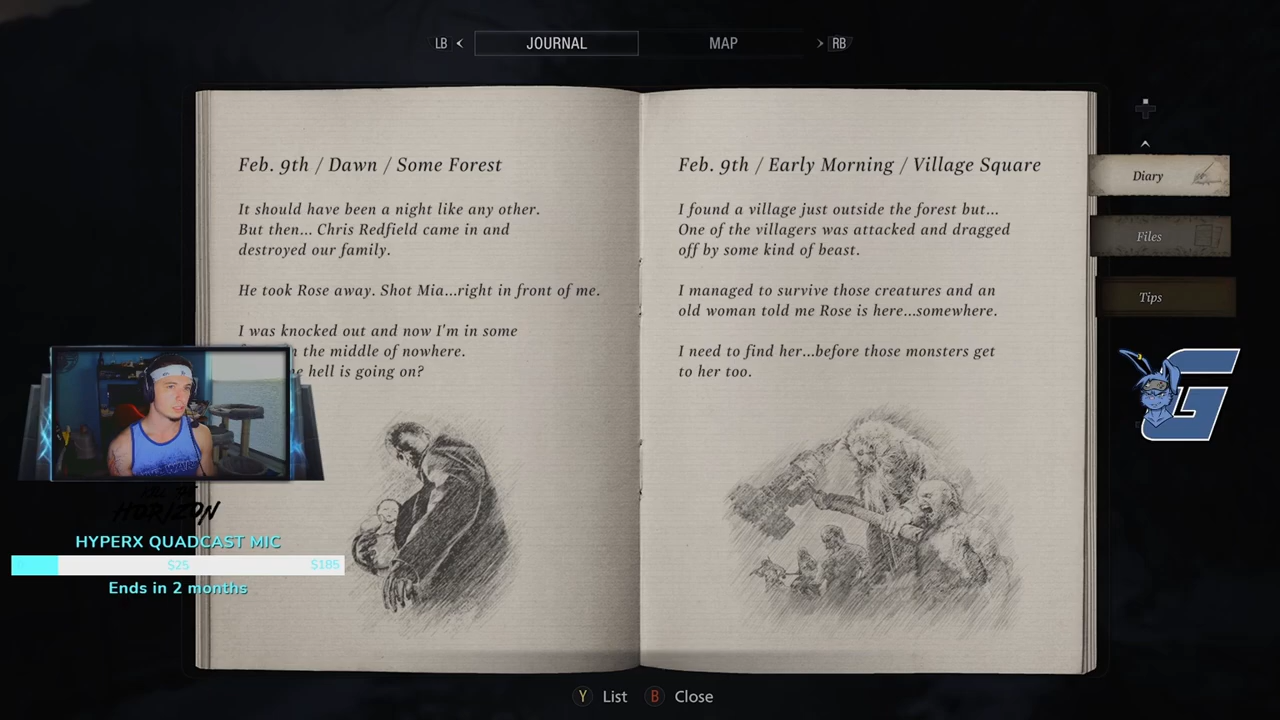 LB JOURNAL MAP RB
Feb. 9th / Dawn / Some Forest
It should have been a night like any other.
But then... Chris Redfield came in and
destroyed our family.
He took Rose away. Shot Mia...right in front of me.
I was knocked out and now I'm in some
the middle of nowhere.
hell is going on?
Feb. 9th / Early Morning / Village Square
I found a village just outside the forest but...
One of the villagers was attacked and dragged
off by some kind of beast.
I managed to survive those creatures and an
old woman told me Rose is here...somewhere.
I need to find her...before those monsters get
to her too.
Diary
Files
Tips
G
HORIZON
HYPERX QUADCAST MIC
0 $25 $185
Ends in 2 months
Y List B Close